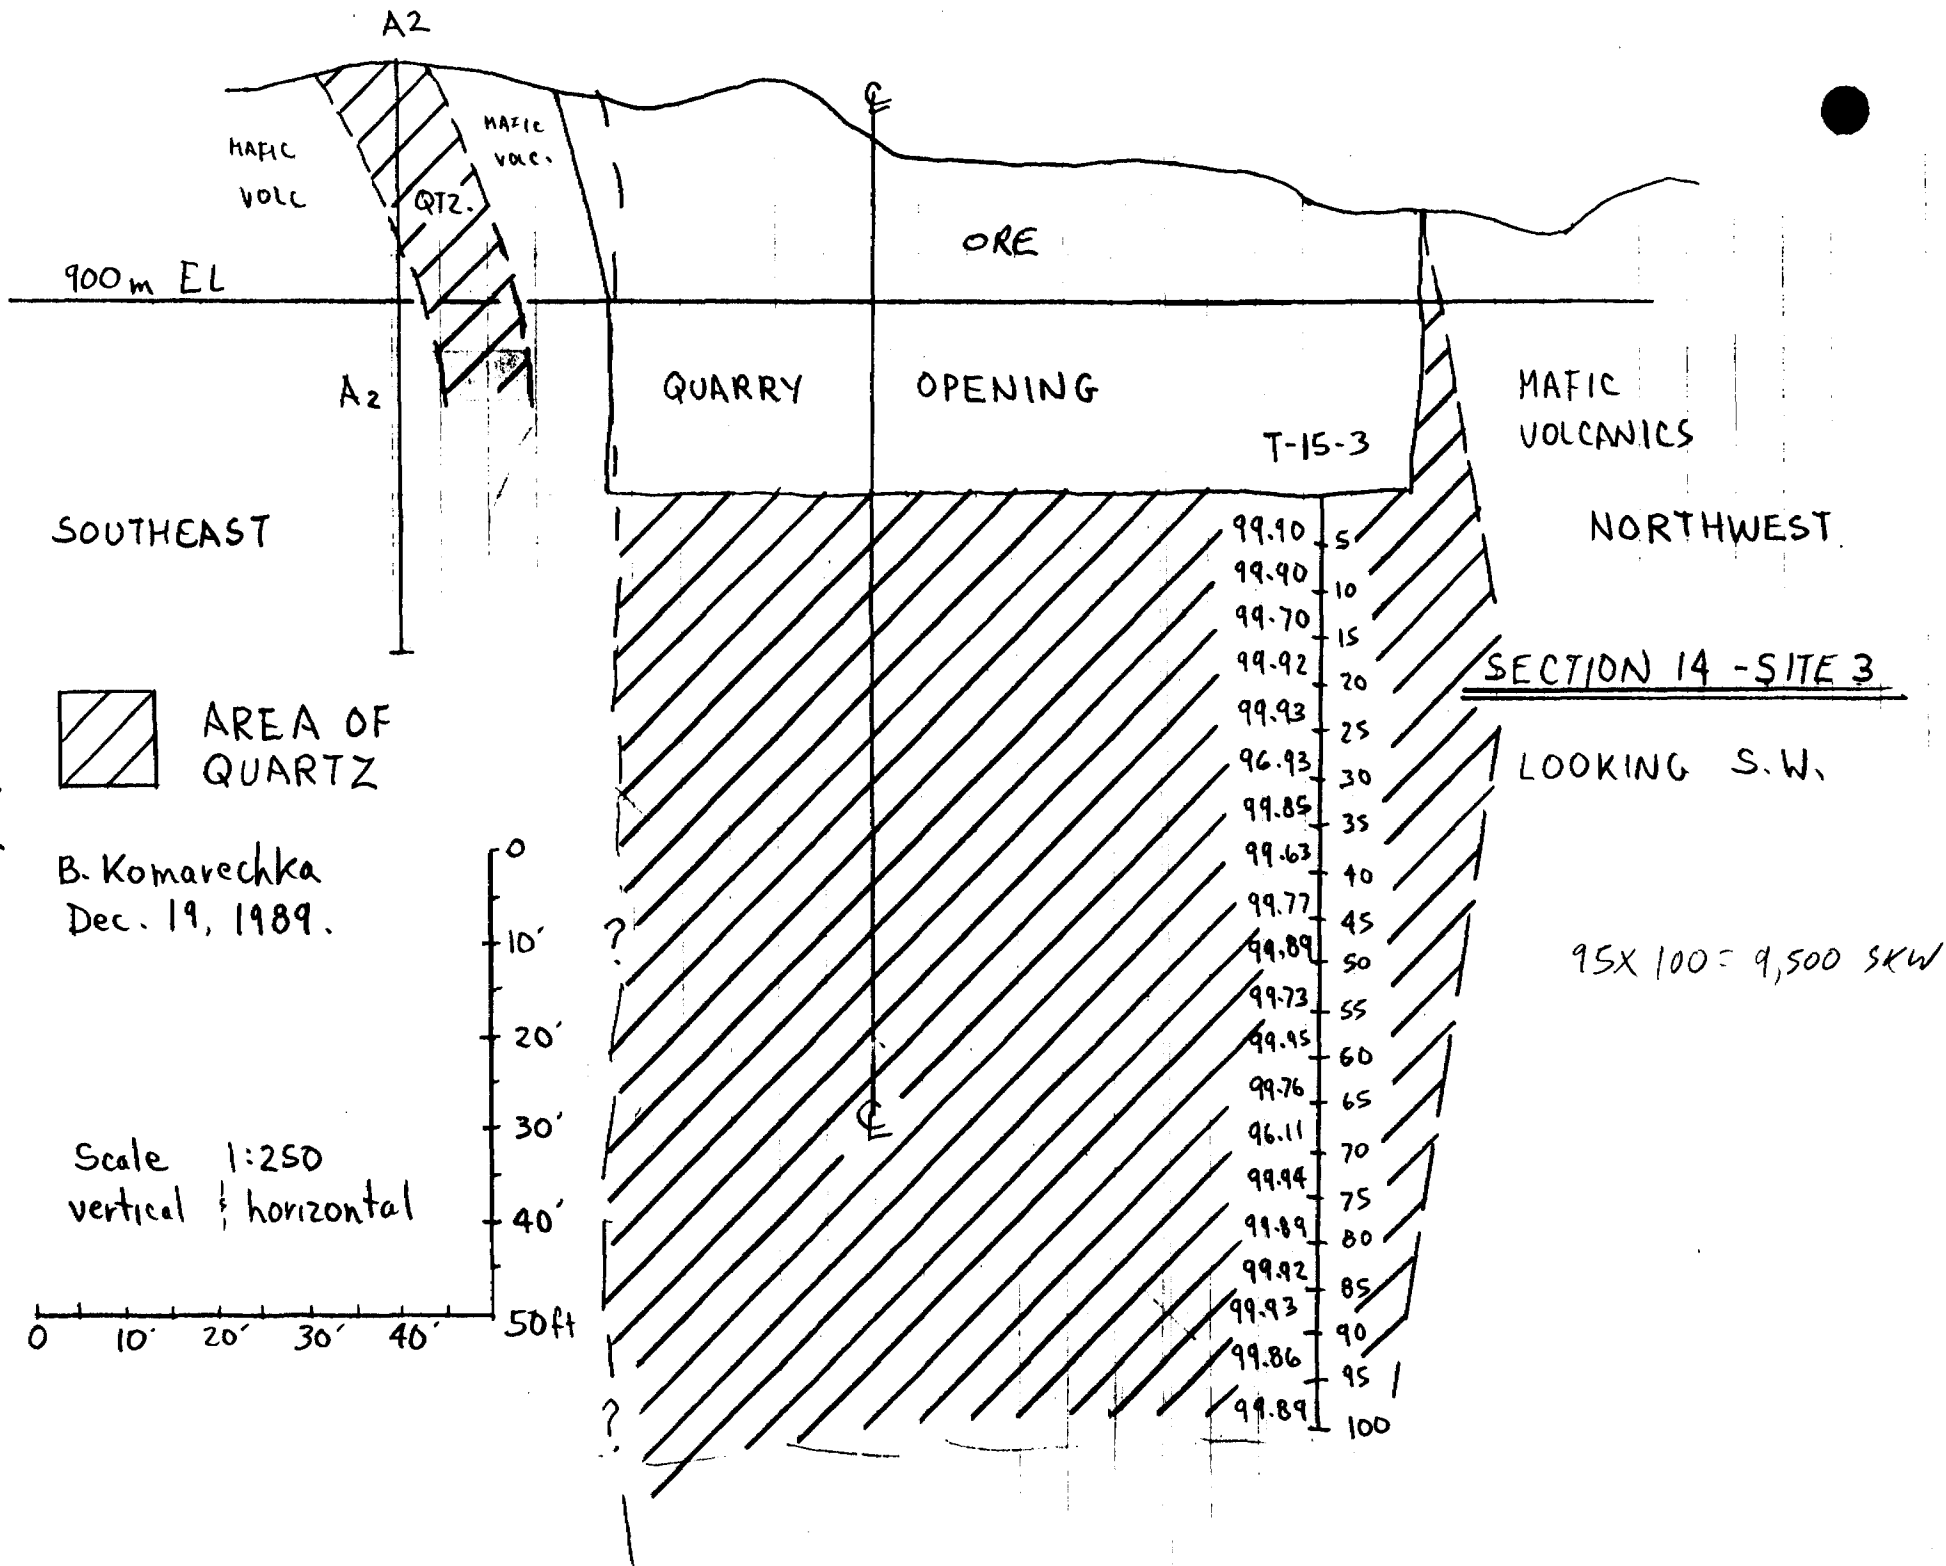 A2
℄
MAFIC
VOLC
MAFIC
VOLC.
QTZ.
ORE
900m EL
A2
QUARRY OPENING
T-15-3
MAFIC
VOLCANICS
SOUTHEAST
NORTHWEST
99.90
5
99.90
10
99.70
15
99.92
20
99.93
25
96.93
30
99.85
35
99.63
40
99.77
45
99.89
50
99.73
55
99.95
60
99.76
65
96.11
70
99.94
75
99.89
80
99.92
85
99.93
90
99.86
95
99.89
100
SECTION 14 - SITE 3
LOOKING S.W.
AREA OF
QUARTZ
B. Komarechka
Dec. 19, 1989.
95 X 100 = 9,500 SKW
0
10'
20'
30'
40'
50ft
?
?
℄
Scale 1:250
vertical & horizontal
0 10' 20' 30' 40'